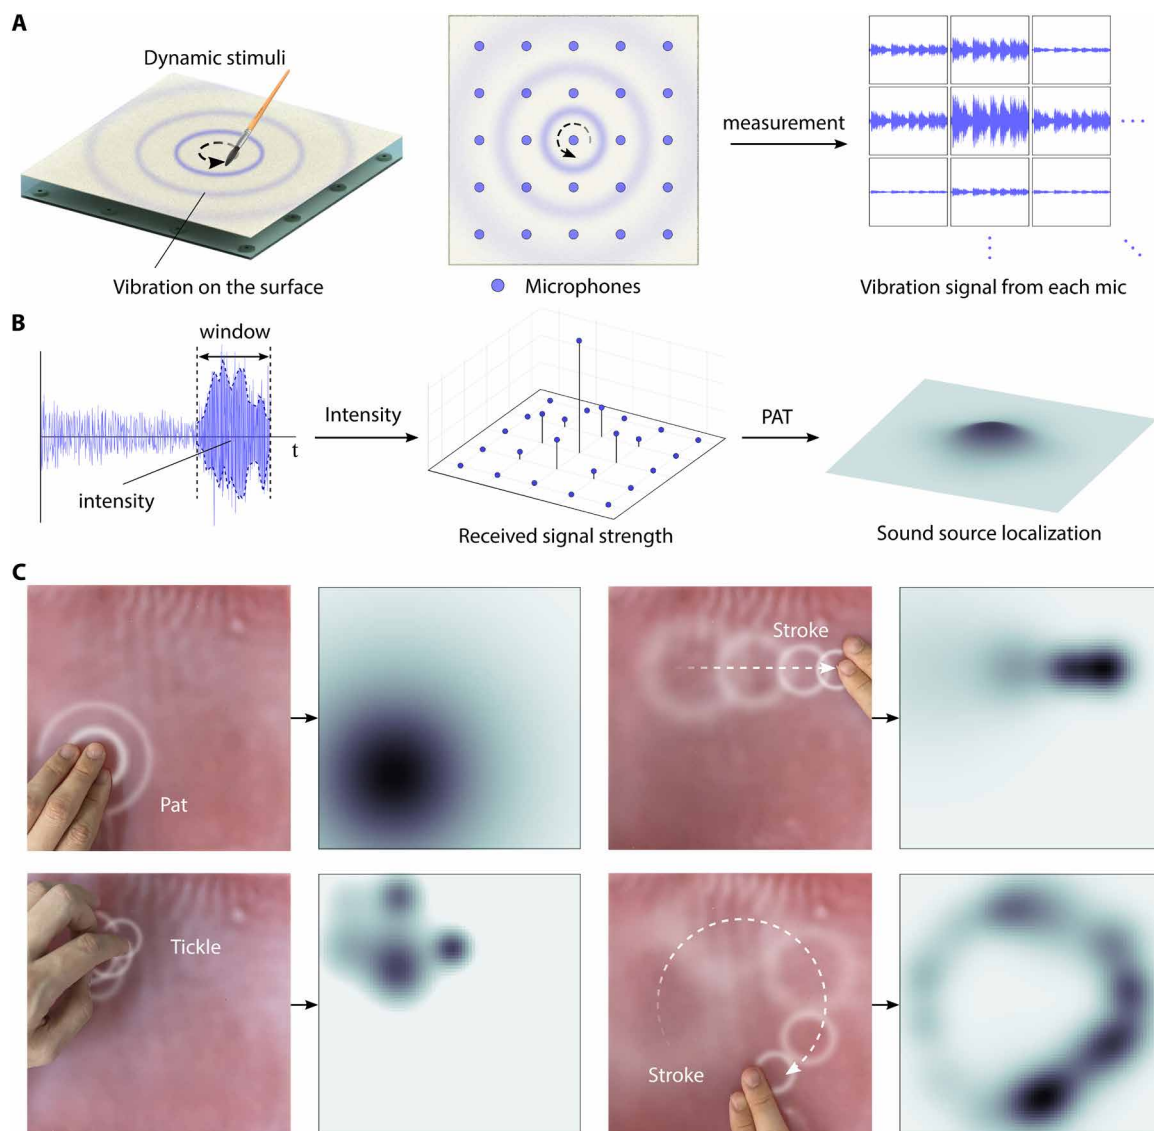 A
Dynamic stimuli
measurement
Vibration on the surface
Microphones
Vibration signal from each mic
B
window
Intensity
PAT
t
intensity
Received signal strength
Sound source localization
C
Stroke
Pat
Tickle
Stroke